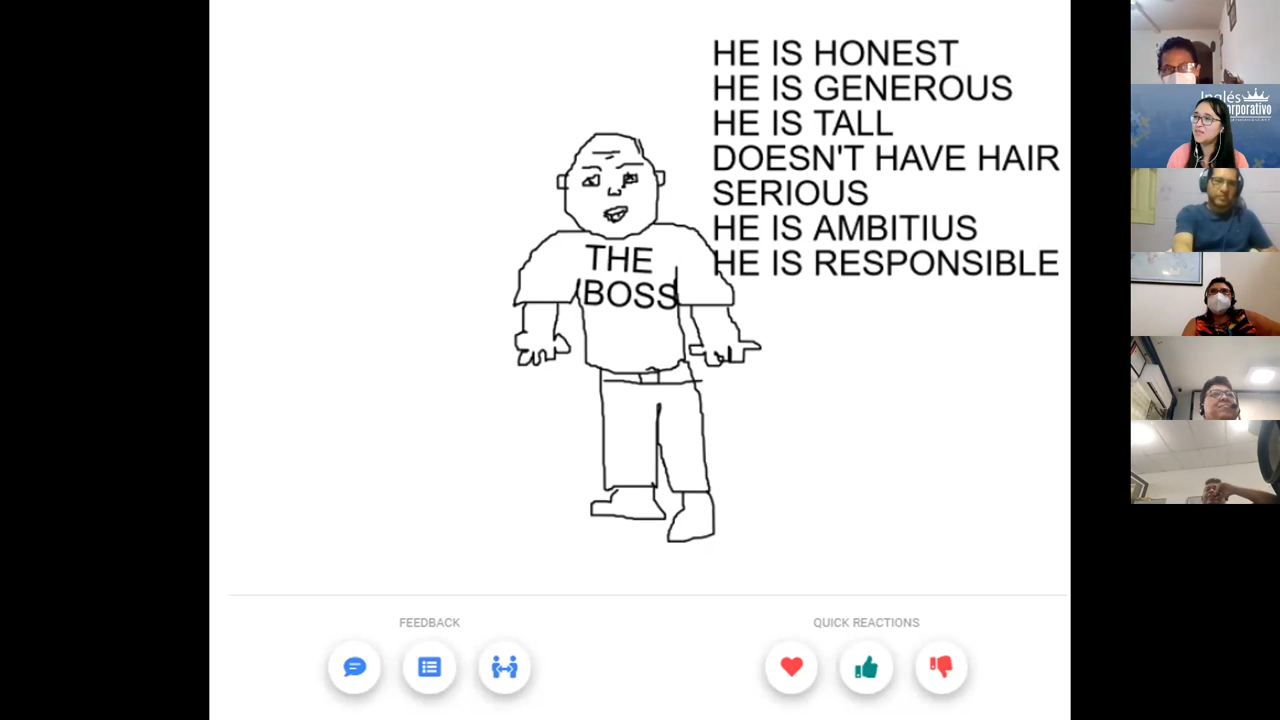 HE IS HONEST
HE IS GENEROUS
HE IS TALL
DOESN'T HAVE HAIR
SERIOUS
HE IS AMBITIUS
HE IS RESPONSIBLE
THE
BOSS
FEEDBACK
QUICK REACTIONS
Inglés